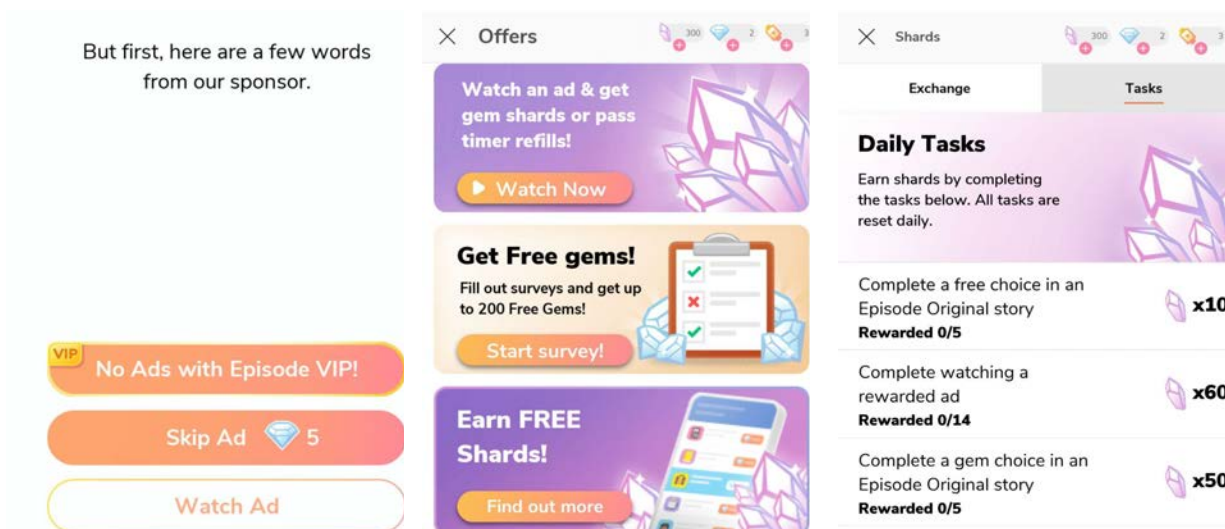 But first, here are a few words
from our sponsor.
VIP
No Ads with Episode VIP!
Skip Ad 5
Watch Ad
Offers
300 2 3
Watch an ad & get
gem shards or pass
timer refills!
Watch Now
Get Free gems!
Fill out surveys and get up
to 200 Free Gems!
Start survey!
Earn FREE
Shards!
Find out more
Shards
300 2 3
Exchange Tasks
Daily Tasks
Earn shards by completing
the tasks below. All tasks are
reset daily.
Complete a free choice in an
Episode Original story
Rewarded 0/5
x10
Complete watching a
rewarded ad
Rewarded 0/14
x60
Complete a gem choice in an
Episode Original story
Rewarded 0/5
x50